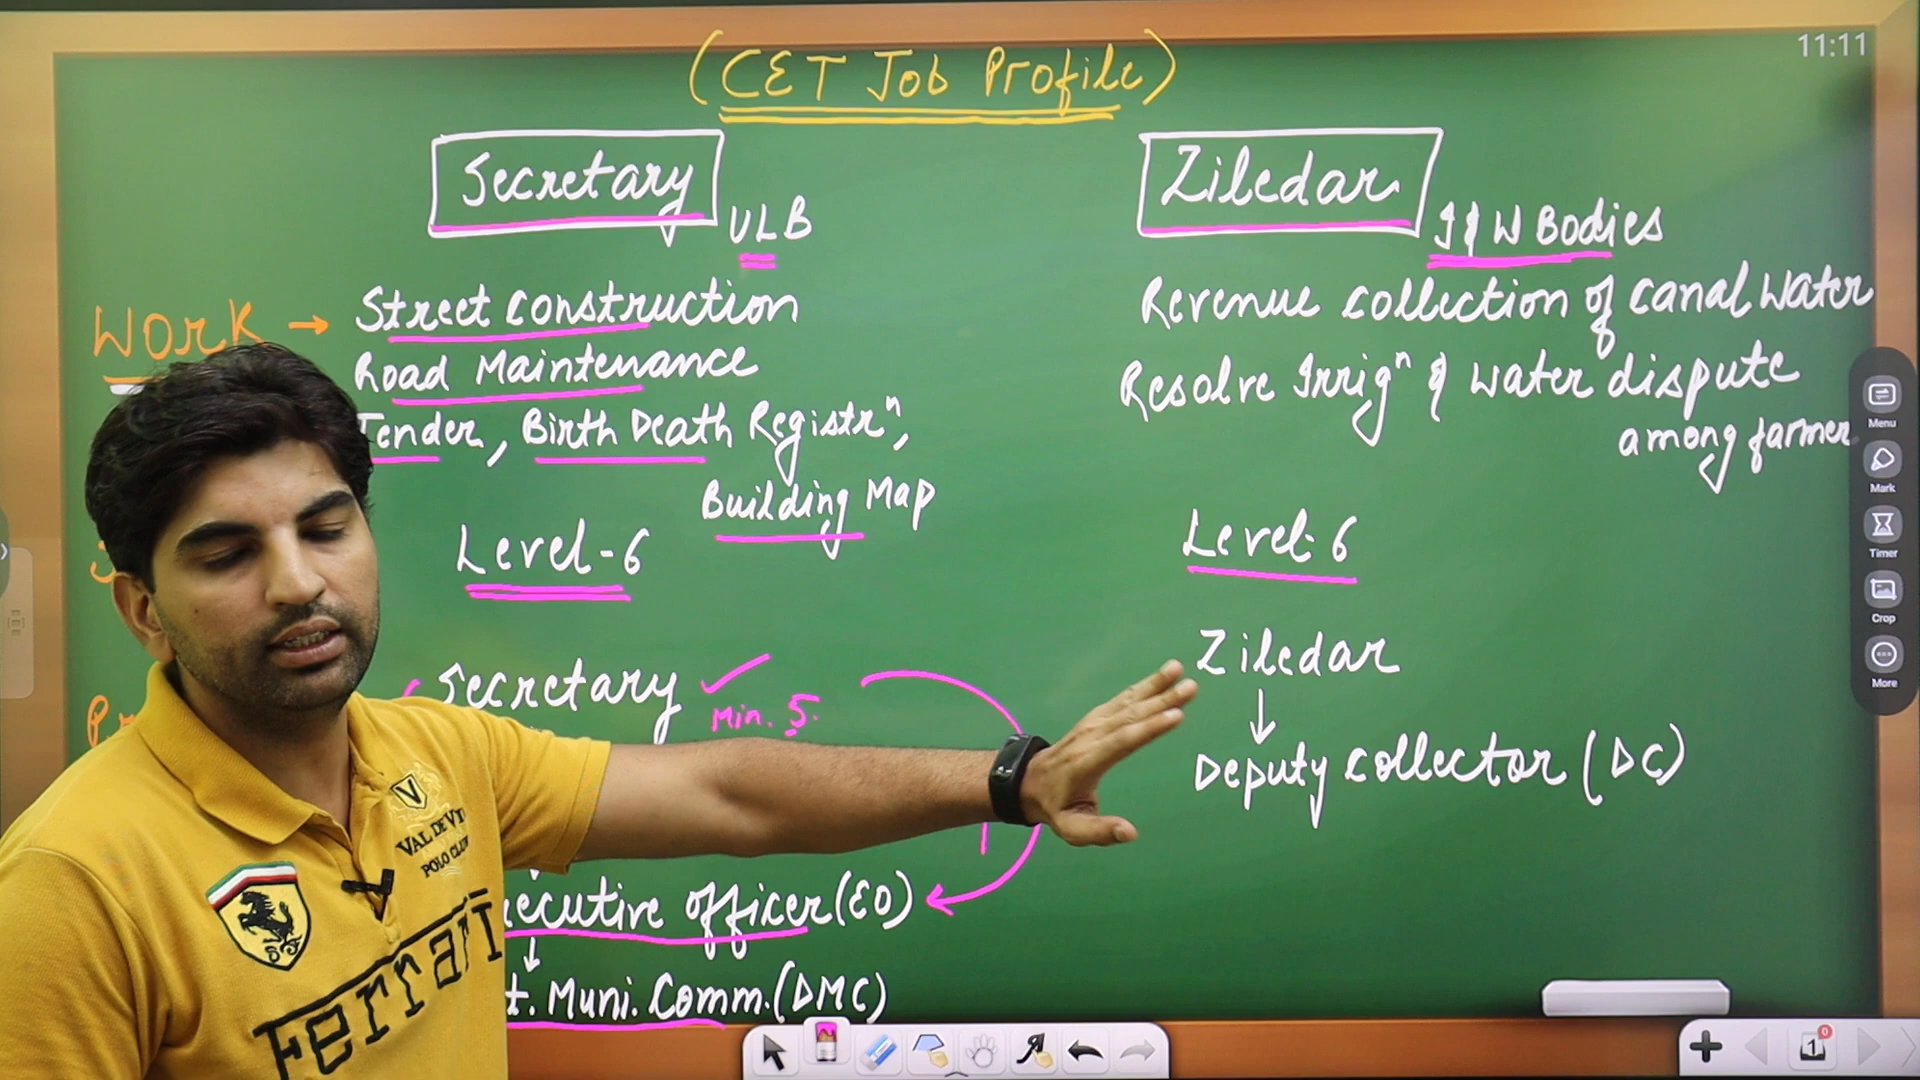 11:11
(CET Job Profile)
Secretary
ULB
Ziledar
I & W Bodies
Work →
Street construction
Road Maintenance
Tender, Birth Death Registrⁿ,
Building Map
Level-6
Revenue collection of canal water
Resolve Irrigⁿ & water dispute
among farmer
Level-6
Secretary
Min. 5.
Ziledar
↓
Deputy collector (DC)
officer (EO)
↓
Muni. Comm. (DMC)
V
VAL DE VI
POLO CLUB
SF
Ferrari
Menu
Mark
Timer
Crop
More
1
0